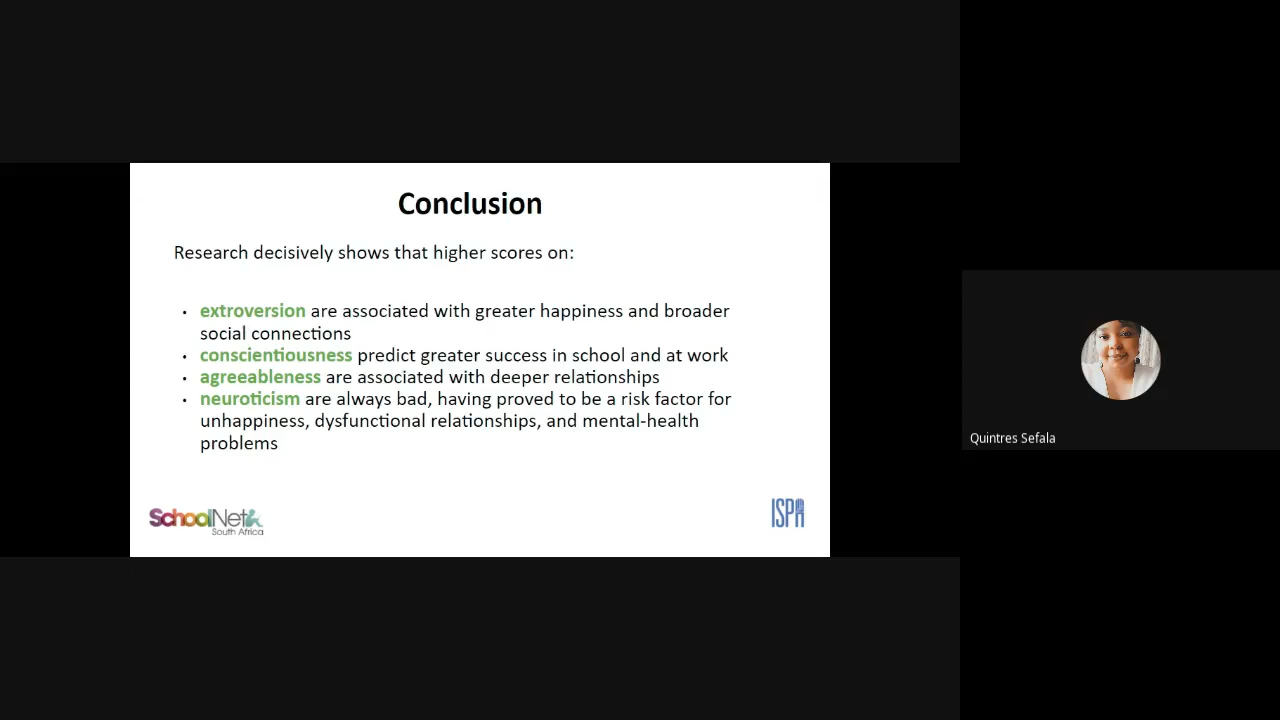 Conclusion
Research decisively shows that higher scores on:
• extroversion are associated with greater happiness and broader
social connections
• conscientiousness predict greater success in school and at work
• agreeableness are associated with deeper relationships
• neuroticism are always bad, having proved to be a risk factor for
unhappiness, dysfunctional relationships, and mental-health
problems
SchoolNet
South Africa
ISPA
Quintres Sefala